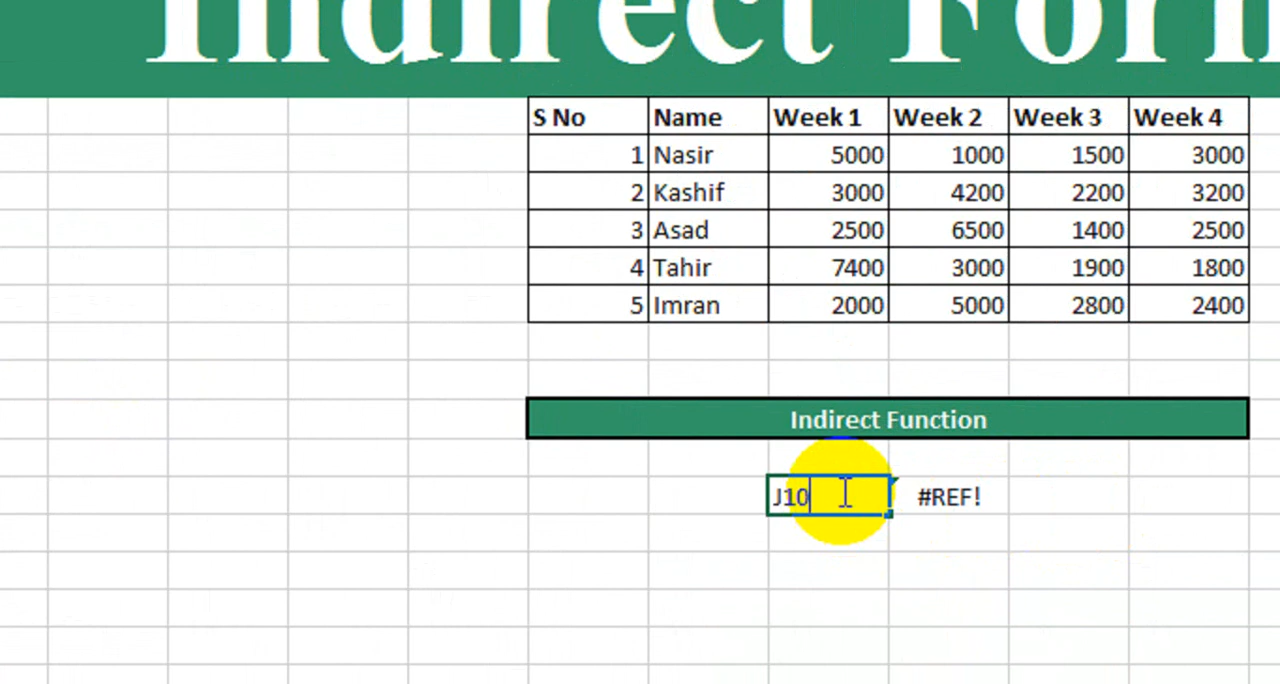 Indirect For
S No Name Week 1 Week 2 Week 3 Week 4
1 Nasir 5000 1000 1500 3000
2 Kashif 3000 4200 2200 3200
3 Asad 2500 6500 1400 2500
4 Tahir 7400 3000 1900 1800
5 Imran 2000 5000 2800 2400
Indirect Function
J10 #REF!